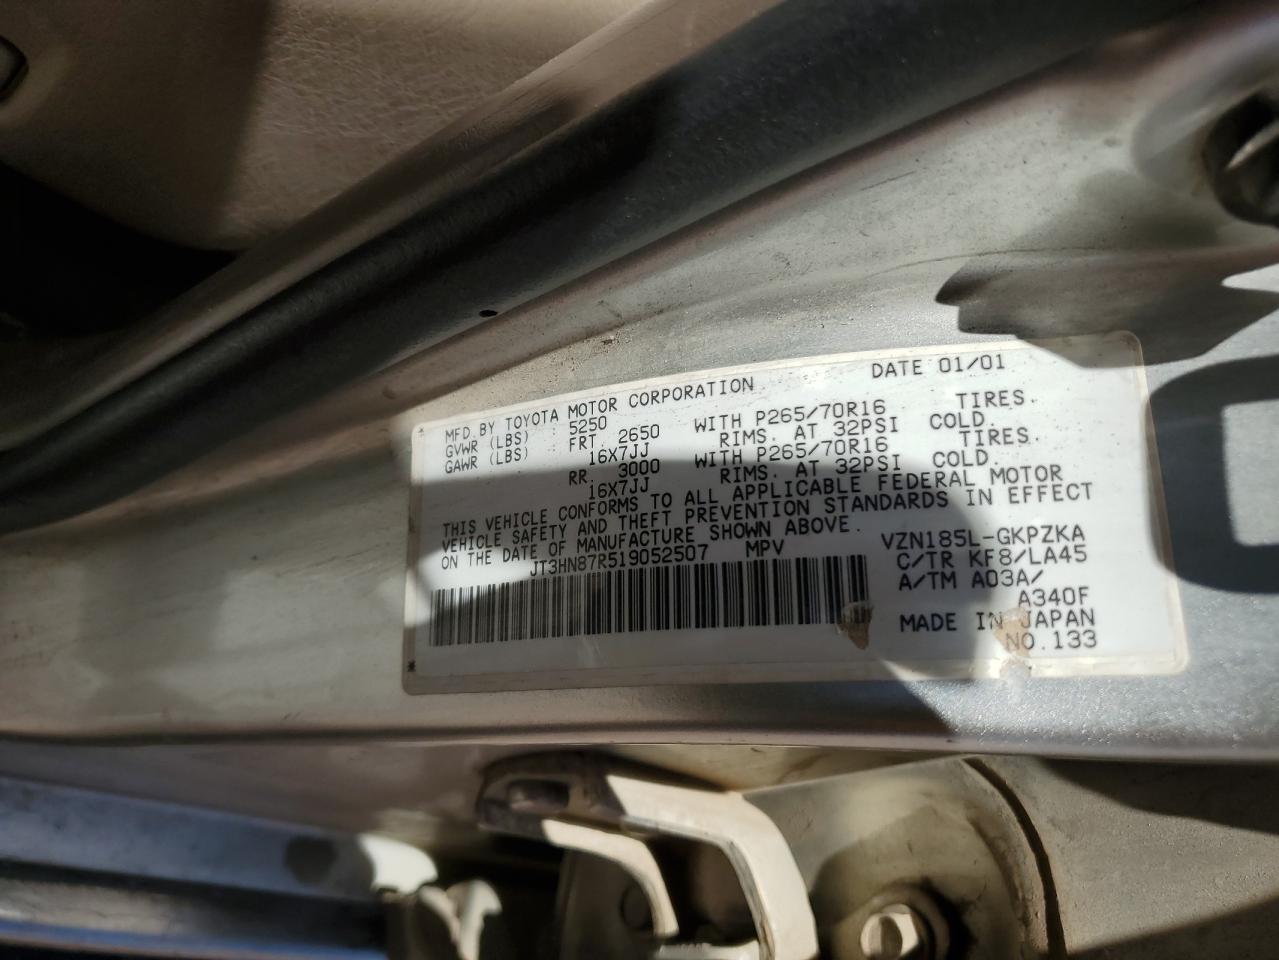 MFD. BY TOYOTA MOTOR CORPORATION DATE 01/01
GVWR (LBS) 5250
GAWR (LBS) FRT. 2650 WITH P265/70R16 TIRES.
16X7JJ RIMS. AT 32PSI COLD.
RR. 3000 WITH P265/70R16 TIRES.
16X7JJ RIMS. AT 32PSI COLD.
THIS VEHICLE CONFORMS TO ALL APPLICABLE FEDERAL MOTOR
VEHICLE SAFETY AND THEFT PREVENTION STANDARDS IN EFFECT
ON THE DATE OF MANUFACTURE SHOWN ABOVE.
JT3HN87R519052507 MPV
VZN185L-GKPZKA
C/TR KF8/LA45
A/TM A03A/
A340F
MADE IN JAPAN
NO.133